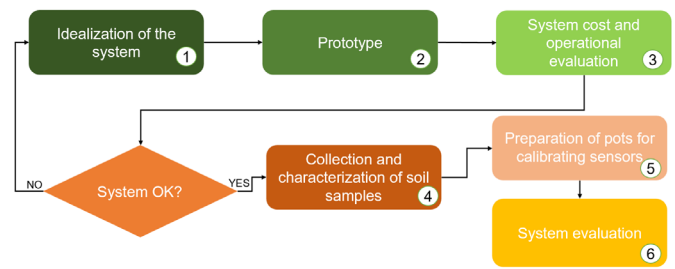 Idealization of the
system
1
Prototype
2
System cost and
operational
evaluation
3
System OK?
NO
YES
Collection and
characterization of soil
samples
4
Preparation of pots for
calibrating sensors
5
System evaluation
6